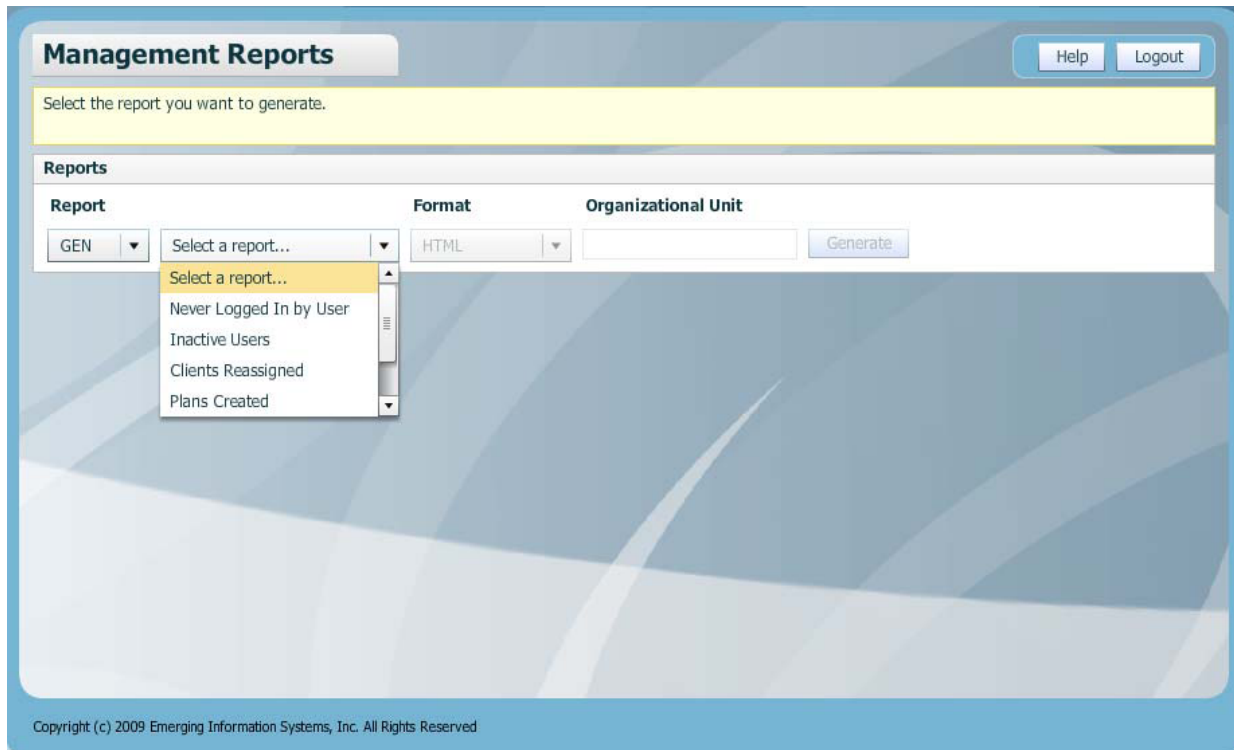 Management Reports
Help Logout
Select the report you want to generate.
Reports
Report Format Organizational Unit
GEN Select a report... HTML Generate
Select a report...
Never Logged In by User
Inactive Users
Clients Reassigned
Plans Created
Copyright (c) 2009 Emerging Information Systems, Inc. All Rights Reserved